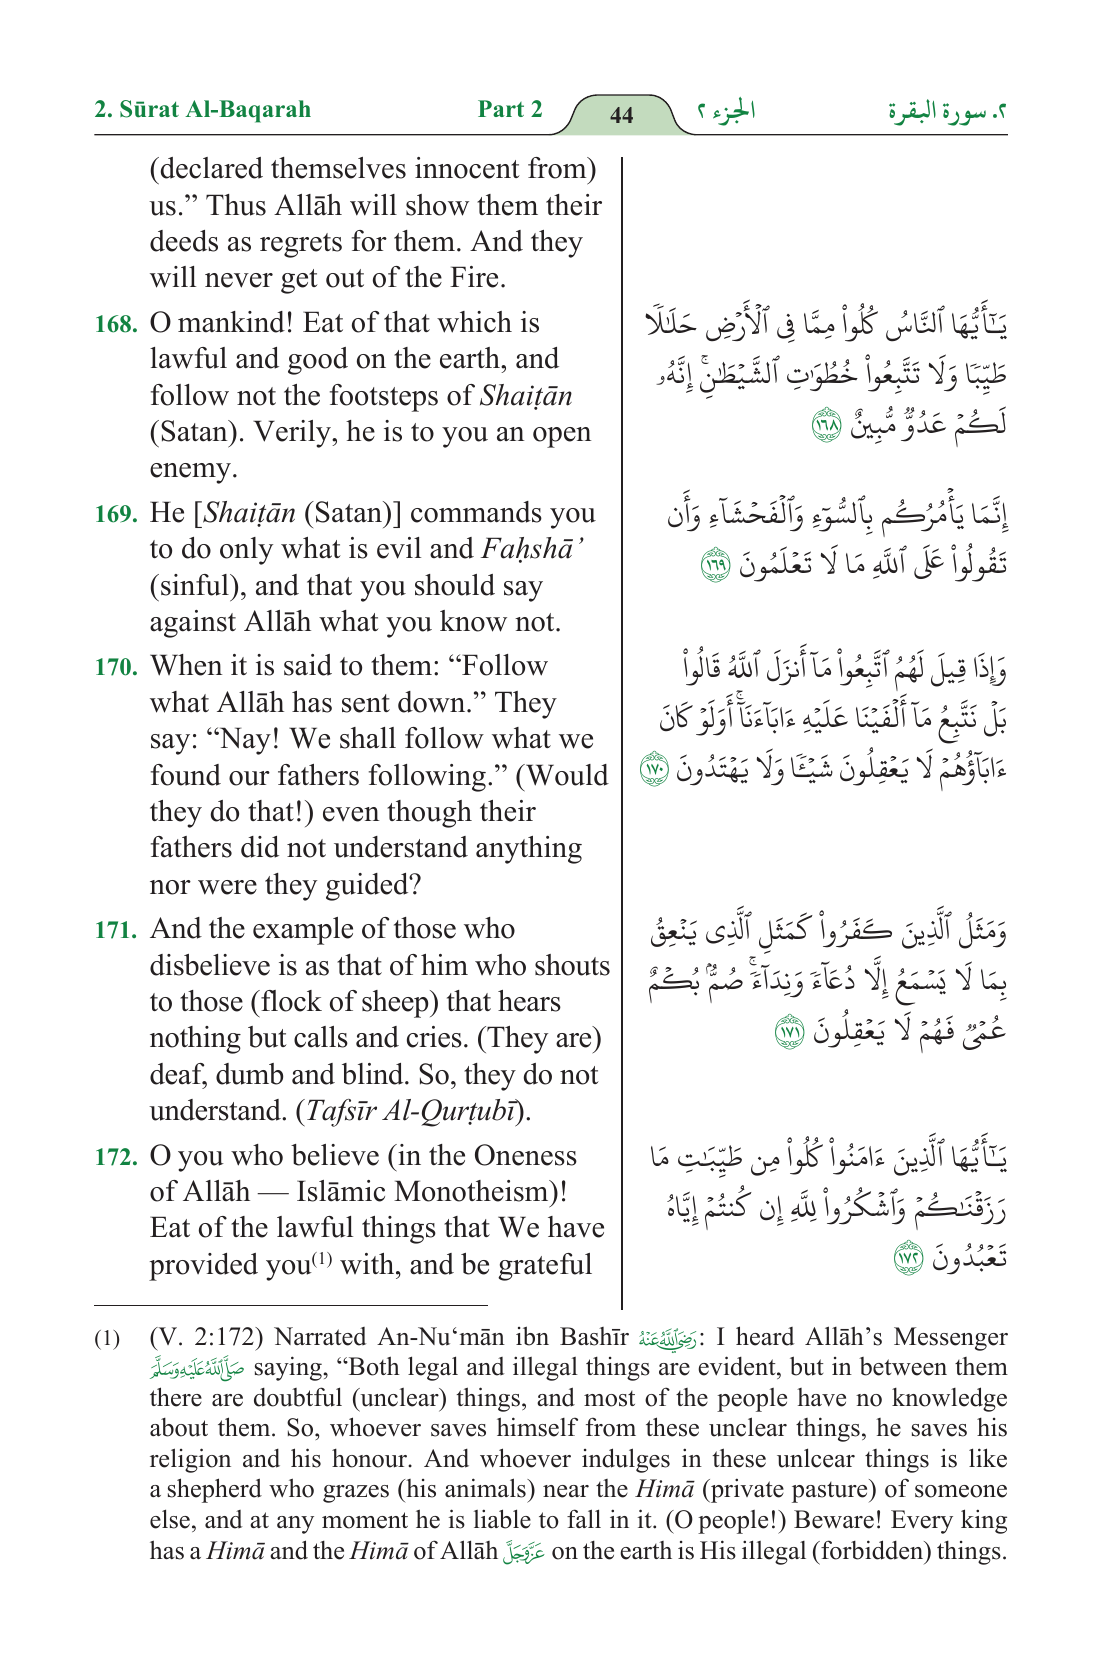 2. Sūrat Al-Baqarah Part 2 44 الجزء ٢ ٢. سورة البقرة
(declared themselves innocent from)
us.” Thus Allāh will show them their
deeds as regrets for them. And they
will never get out of the Fire.
168. O mankind! Eat of that which is
lawful and good on the earth, and
follow not the footsteps of Shaiṭān
(Satan). Verily, he is to you an open
enemy.
يَـٰٓأَيُّهَا ٱلنَّاسُ كُلُوا۟ مِمَّا فِى ٱلْأَرْضِ حَلَـٰلًا
طَيِّبًا وَلَا تَتَّبِعُوا۟ خُطُوَٰتِ ٱلشَّيْطَـٰنِ ۚ إِنَّهُۥ
لَكُمْ عَدُوٌّ مُّبِينٌ ١٦٨
169. He [Shaiṭān (Satan)] commands you
to do only what is evil and Faḥshā’
(sinful), and that you should say
against Allāh what you know not.
إِنَّمَا يَأْمُرُكُم بِٱلسُّوٓءِ وَٱلْفَحْشَآءِ وَأَن
تَقُولُوا۟ عَلَى ٱللَّهِ مَا لَا تَعْلَمُونَ ١٦٩
170. When it is said to them: “Follow
what Allāh has sent down.” They
say: “Nay! We shall follow what we
found our fathers following.” (Would
they do that!) even though their
fathers did not understand anything
nor were they guided?
وَإِذَا قِيلَ لَهُمُ ٱتَّبِعُوا۟ مَآ أَنزَلَ ٱللَّهُ قَالُوا۟
بَلْ نَتَّبِعُ مَآ أَلْفَيْنَا عَلَيْهِ ءَابَآءَنَآ ۗ أَوَلَوْ كَانَ
ءَابَآؤُهُمْ لَا يَعْقِلُونَ شَيْـًٔا وَلَا يَهْتَدُونَ ١٧٠
171. And the example of those who
disbelieve is as that of him who shouts
to those (flock of sheep) that hears
nothing but calls and cries. (They are)
deaf, dumb and blind. So, they do not
understand. (Tafsīr Al-Qurṭubī).
وَمَثَلُ ٱلَّذِينَ كَفَرُوا۟ كَمَثَلِ ٱلَّذِى يَنْعِقُ
بِمَا لَا يَسْمَعُ إِلَّا دُعَآءً وَنِدَآءً ۚ صُمٌّۢ بُكْمٌ
عُمْىٌ فَهُمْ لَا يَعْقِلُونَ ١٧١
172. O you who believe (in the Oneness
of Allāh — Islāmic Monotheism)!
Eat of the lawful things that We have
provided you(1) with, and be grateful
يَـٰٓأَيُّهَا ٱلَّذِينَ ءَامَنُوا۟ كُلُوا۟ مِن طَيِّبَـٰتِ مَا
رَزَقْنَـٰكُمْ وَٱشْكُرُوا۟ لِلَّهِ إِن كُنتُمْ إِيَّاهُ
تَعْبُدُونَ ١٧٢
(1) (V. 2:172) Narrated An-Nu‘mān ibn Bashīr رَضِيَ اللَّهُ عَنْهُ: I heard Allāh’s Messenger
صَلَّى اللَّهُ عَلَيْهِ وَسَلَّمَ saying, “Both legal and illegal things are evident, but in between them
there are doubtful (unclear) things, and most of the people have no knowledge
about them. So, whoever saves himself from these unclear things, he saves his
religion and his honour. And whoever indulges in these unlcear things is like
a shepherd who grazes (his animals) near the Himā (private pasture) of someone
else, and at any moment he is liable to fall in it. (O people!) Beware! Every king
has a Himā and the Himā of Allāh عَزَّ وَجَلَّ on the earth is His illegal (forbidden) things.